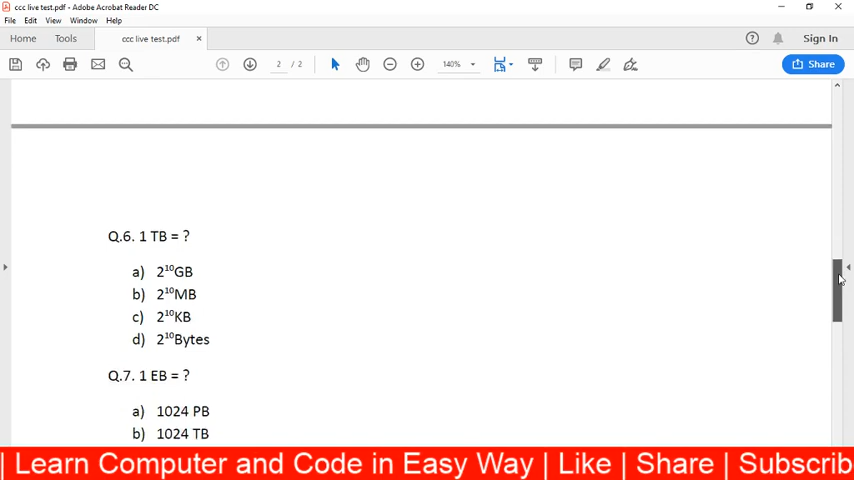 ccc live test.pdf - Adobe Acrobat Reader DC
File Edit View Window Help
Home Tools ccc live test.pdf × Sign In
2 / 2 140% Share
Q.6. 1 TB = ?
a) 2¹⁰GB
b) 2¹⁰MB
c) 2¹⁰KB
d) 2¹⁰Bytes
Q.7. 1 EB = ?
a) 1024 PB
b) 1024 TB
| Learn Computer and Code in Easy Way | Like | Share | Subscrib